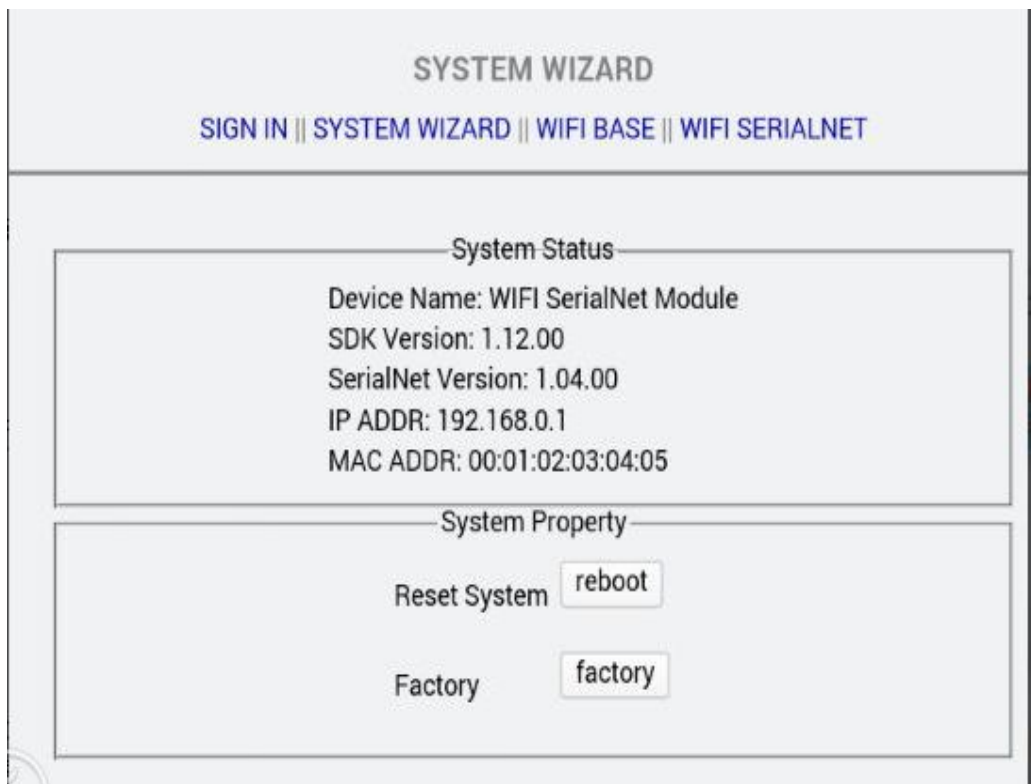 SYSTEM WIZARD
SIGN IN || SYSTEM WIZARD || WIFI BASE || WIFI SERIALNET
System Status
Device Name: WIFI SerialNet Module
SDK Version: 1.12.00
SerialNet Version: 1.04.00
IP ADDR: 192.168.0.1
MAC ADDR: 00:01:02:03:04:05
System Property
Reset System reboot
Factory factory